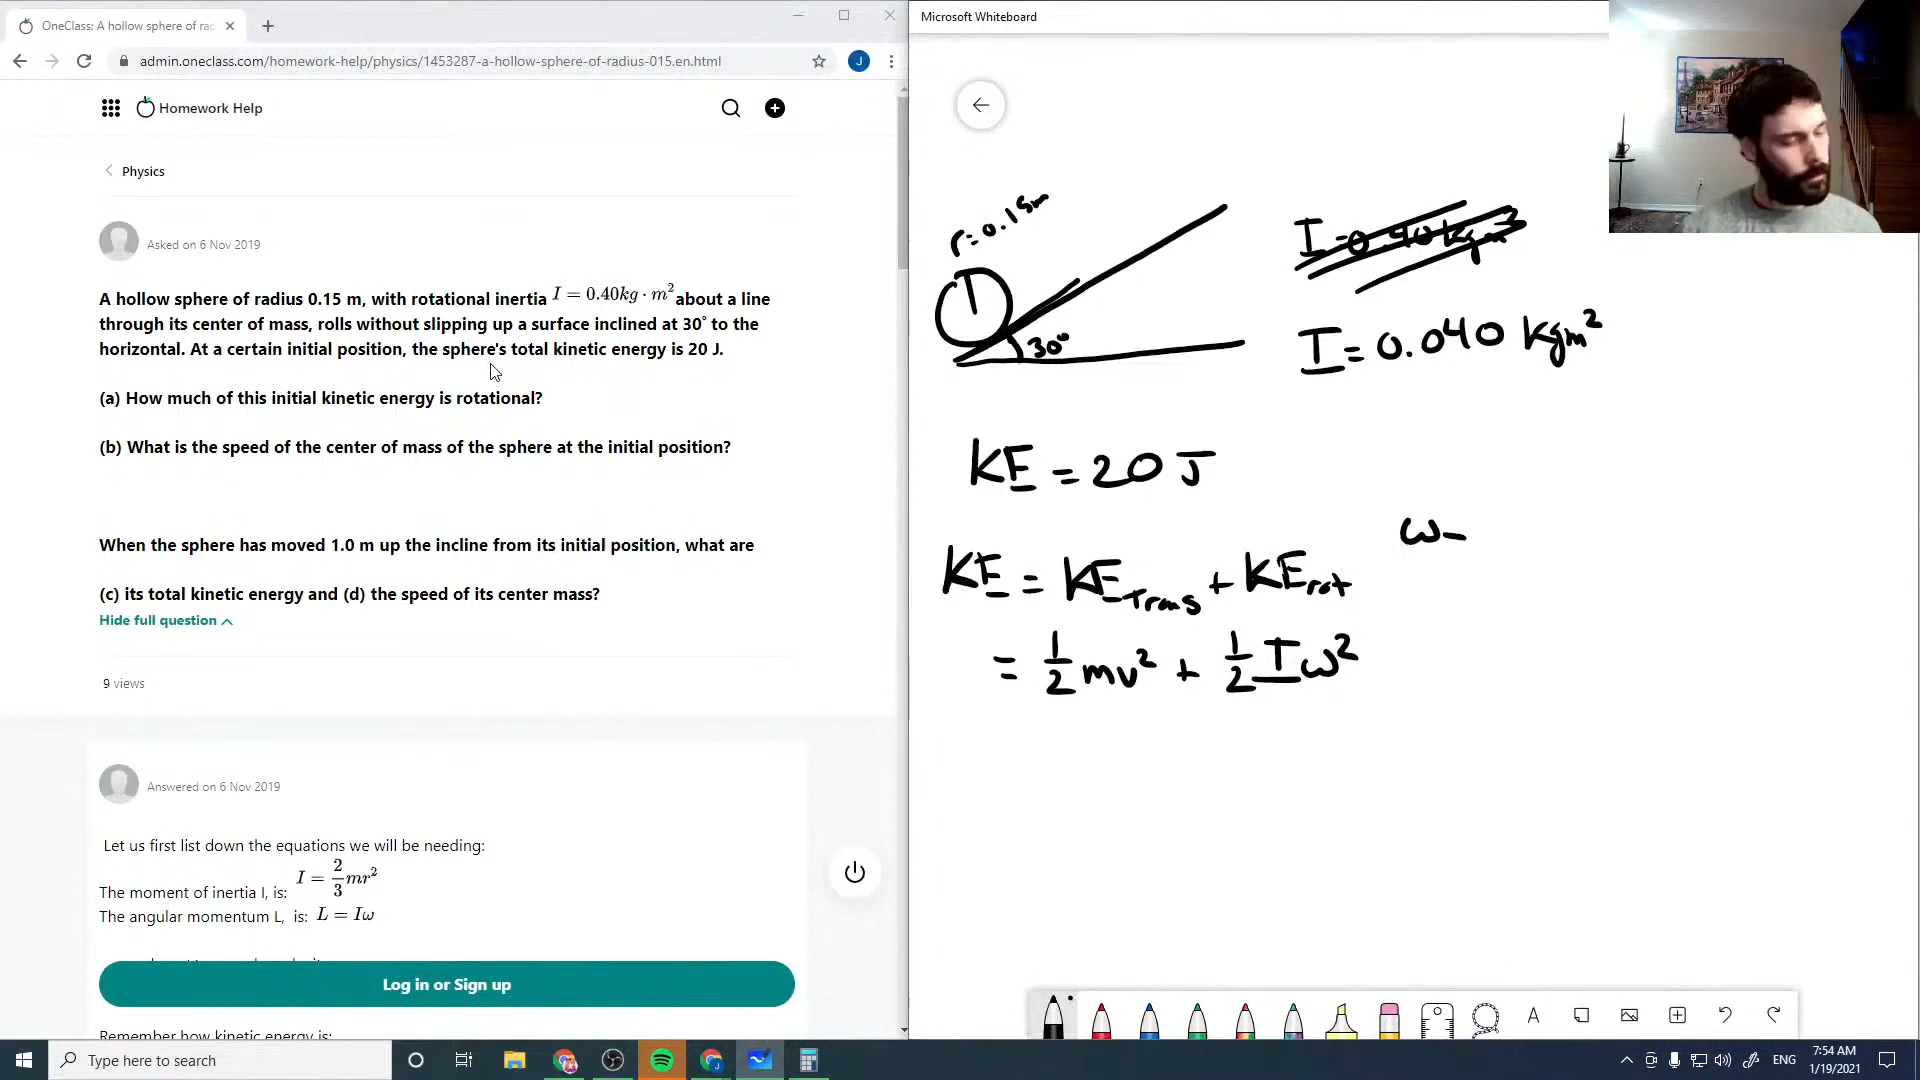 OneClass: A hollow sphere of rac
admin.oneclass.com/homework-help/physics/1453287-a-hollow-sphere-of-radius-015.en.html
J
Homework Help
Physics
Asked on 6 Nov 2019
A hollow sphere of radius 0.15 m, with rotational inertia I = 0.40kg · m² about a line
through its center of mass, rolls without slipping up a surface inclined at 30° to the
horizontal. At a certain initial position, the sphere's total kinetic energy is 20 J.
(a) How much of this initial kinetic energy is rotational?
(b) What is the speed of the center of mass of the sphere at the initial position?
When the sphere has moved 1.0 m up the incline from its initial position, what are
(c) its total kinetic energy and (d) the speed of its center mass?
Hide full question
9 views
Answered on 6 Nov 2019
Let us first list down the equations we will be needing:
The moment of inertia I, is: I = 2/3 mr²
The angular momentum L, is: L = Iω
Log in or Sign up
Remember how kinetic energy is:
Microsoft Whiteboard
r=0.15m
I=0.40 kgm²
30°
I=0.040 kgm²
KE=20J
ω-
KE = KETrans + KErot
= 1/2 mv² + 1/2 Iω²
A
Type here to search
J
ENG
7:54 AM
1/19/2021